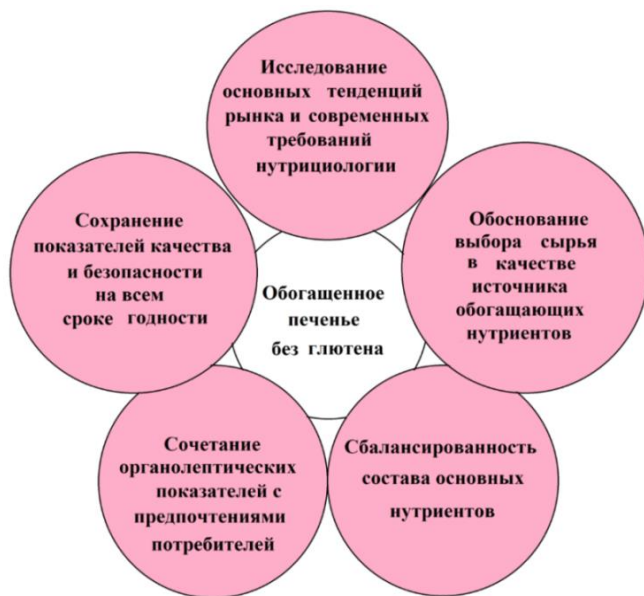 Исследование
основных тенденций
рынка и современных
требований
нутрициологии
Обоснование
выбора сырья
в качестве
источника
обогащающих
нутриентов
Сбалансированность
состава основных
нутриентов
Сочетание
органолептических
показателей с
предпочтениями
потребителей
Сохранение
показателей качества
и безопасности
на всем
сроке годности
Обогащенное
печенье
без глютена